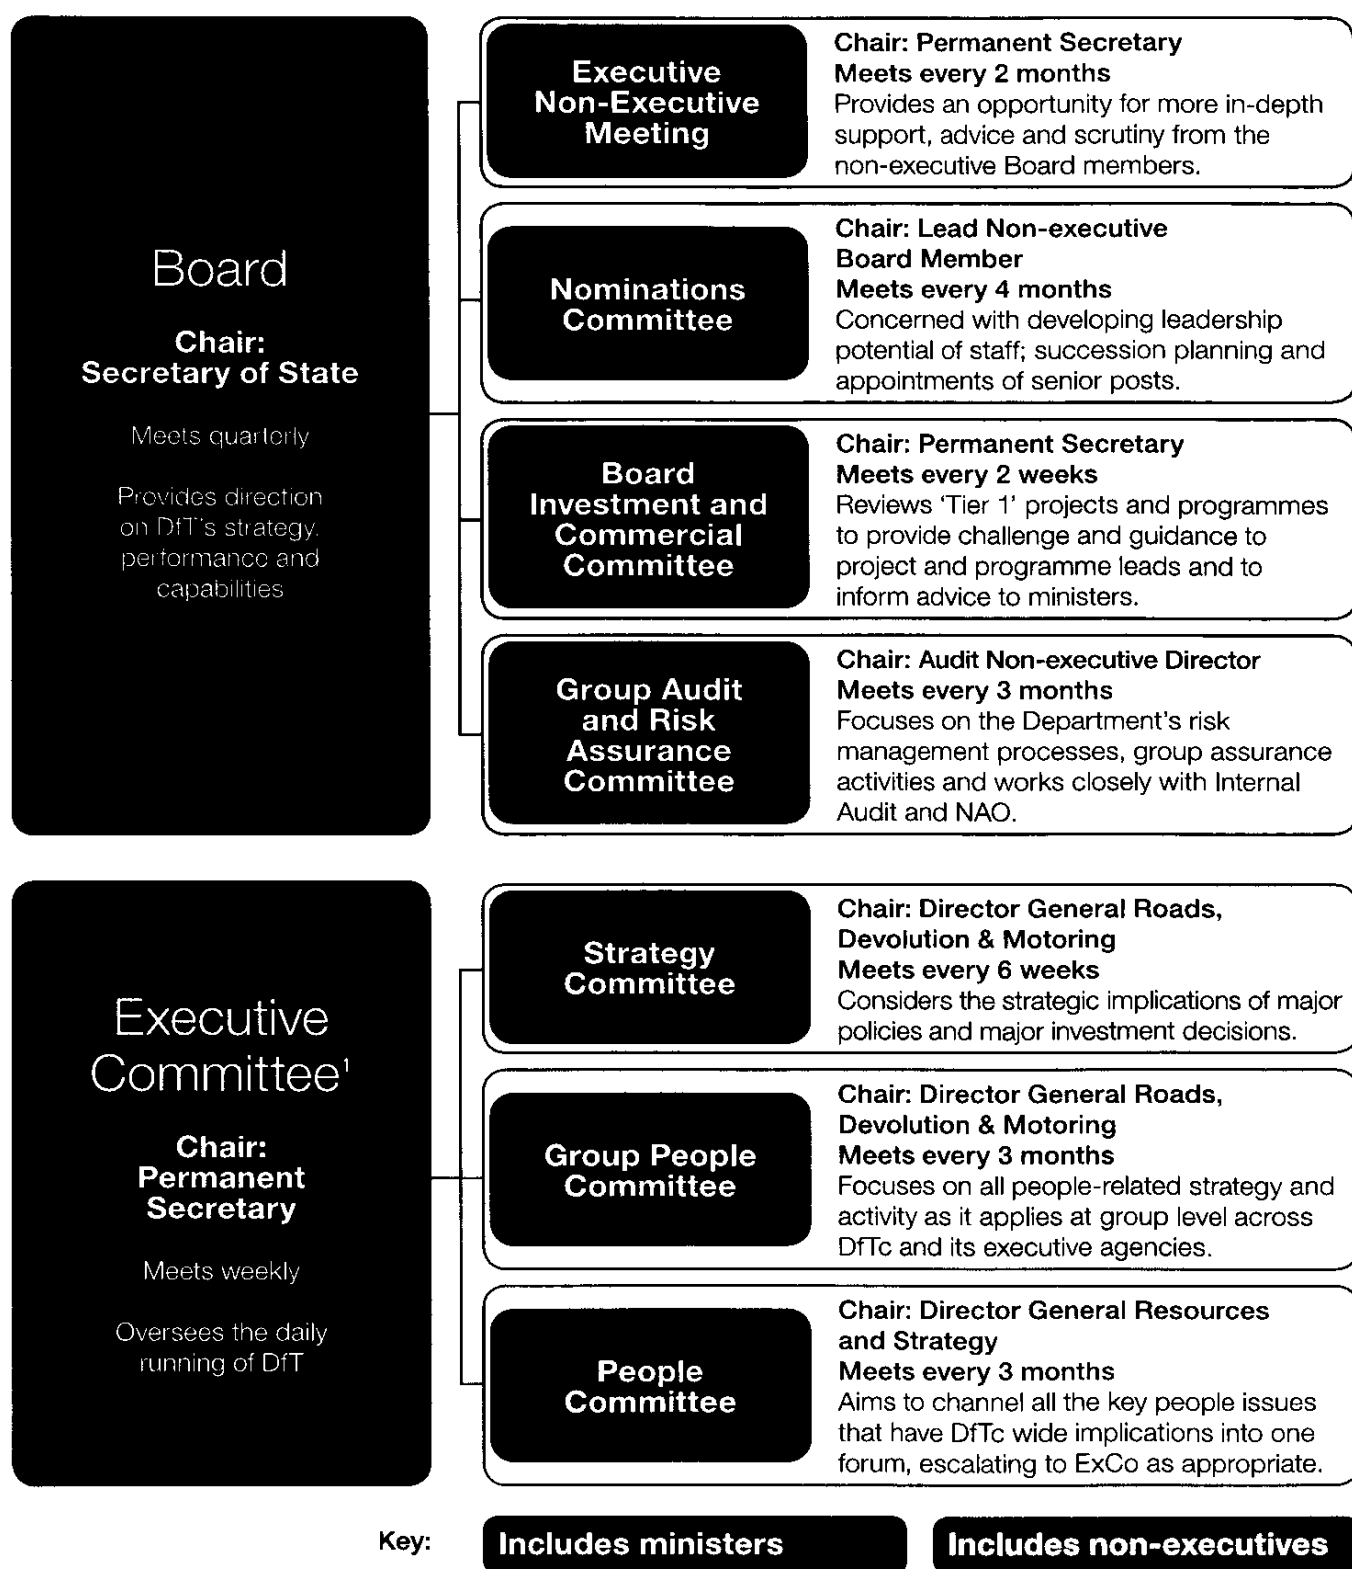 Board
Chair:
Secretary of State
Meets quarterly
Provides direction
on DfT's strategy,
performance and
capabilities
Executive
Non-Executive
Meeting
Chair: Permanent Secretary
Meets every 2 months
Provides an opportunity for more in-depth
support, advice and scrutiny from the
non-executive Board members.
Nominations
Committee
Chair: Lead Non-executive
Board Member
Meets every 4 months
Concerned with developing leadership
potential of staff; succession planning and
appointments of senior posts.
Board
Investment and
Commercial
Committee
Chair: Permanent Secretary
Meets every 2 weeks
Reviews ‘Tier 1’ projects and programmes
to provide challenge and guidance to
project and programme leads and to
inform advice to ministers.
Group Audit
and Risk
Assurance
Committee
Chair: Audit Non-executive Director
Meets every 3 months
Focuses on the Department’s risk
management processes, group assurance
activities and works closely with Internal
Audit and NAO.
Executive
Committee¹
Chair:
Permanent
Secretary
Meets weekly
Oversees the daily
running of DfT
Strategy
Committee
Chair: Director General Roads,
Devolution & Motoring
Meets every 6 weeks
Considers the strategic implications of major
policies and major investment decisions.
Group People
Committee
Chair: Director General Roads,
Devolution & Motoring
Meets every 3 months
Focuses on all people-related strategy and
activity as it applies at group level across
DfTc and its executive agencies.
People
Committee
Chair: Director General Resources
and Strategy
Meets every 3 months
Aims to channel all the key people issues
that have DfTc wide implications into one
forum, escalating to ExCo as appropriate.
Key:
Includes ministers
Includes non-executives